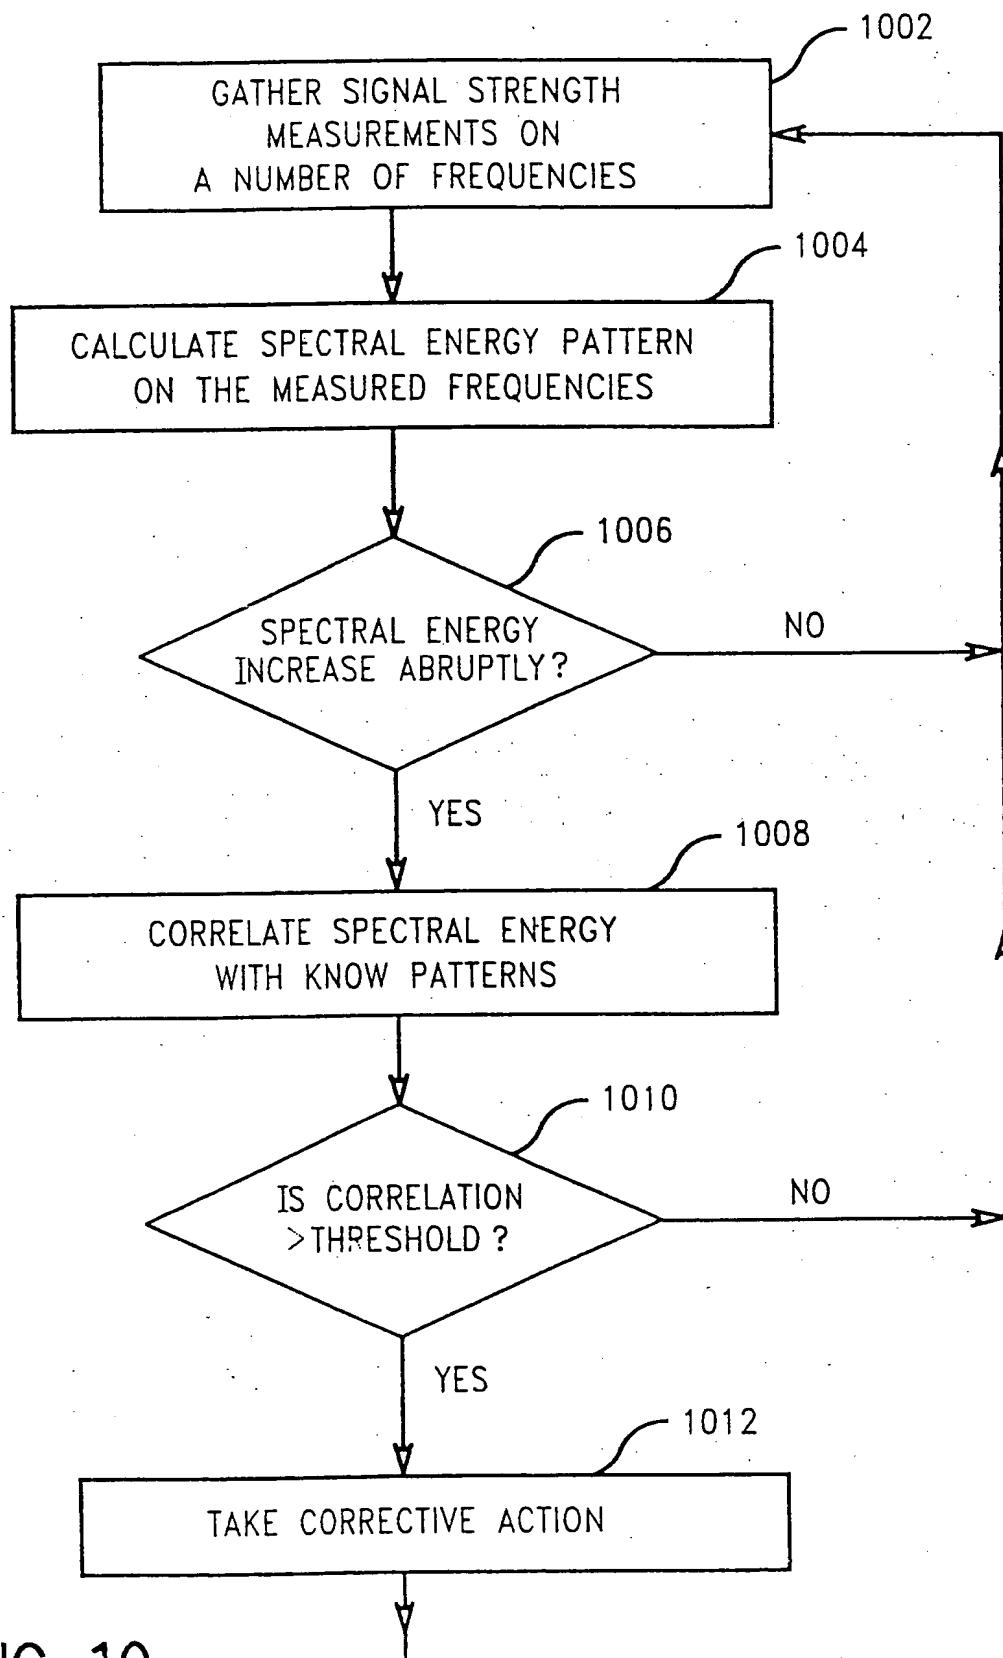 1002
GATHER SIGNAL STRENGTH
MEASUREMENTS ON
A NUMBER OF FREQUENCIES
1004
CALCULATE SPECTRAL ENERGY PATTERN
ON THE MEASURED FREQUENCIES
1006
SPECTRAL ENERGY
INCREASE ABRUPTLY?
NO
YES
1008
CORRELATE SPECTRAL ENERGY
WITH KNOW PATTERNS
1010
IS CORRELATION
>THRESHOLD?
NO
YES
1012
TAKE CORRECTIVE ACTION
10